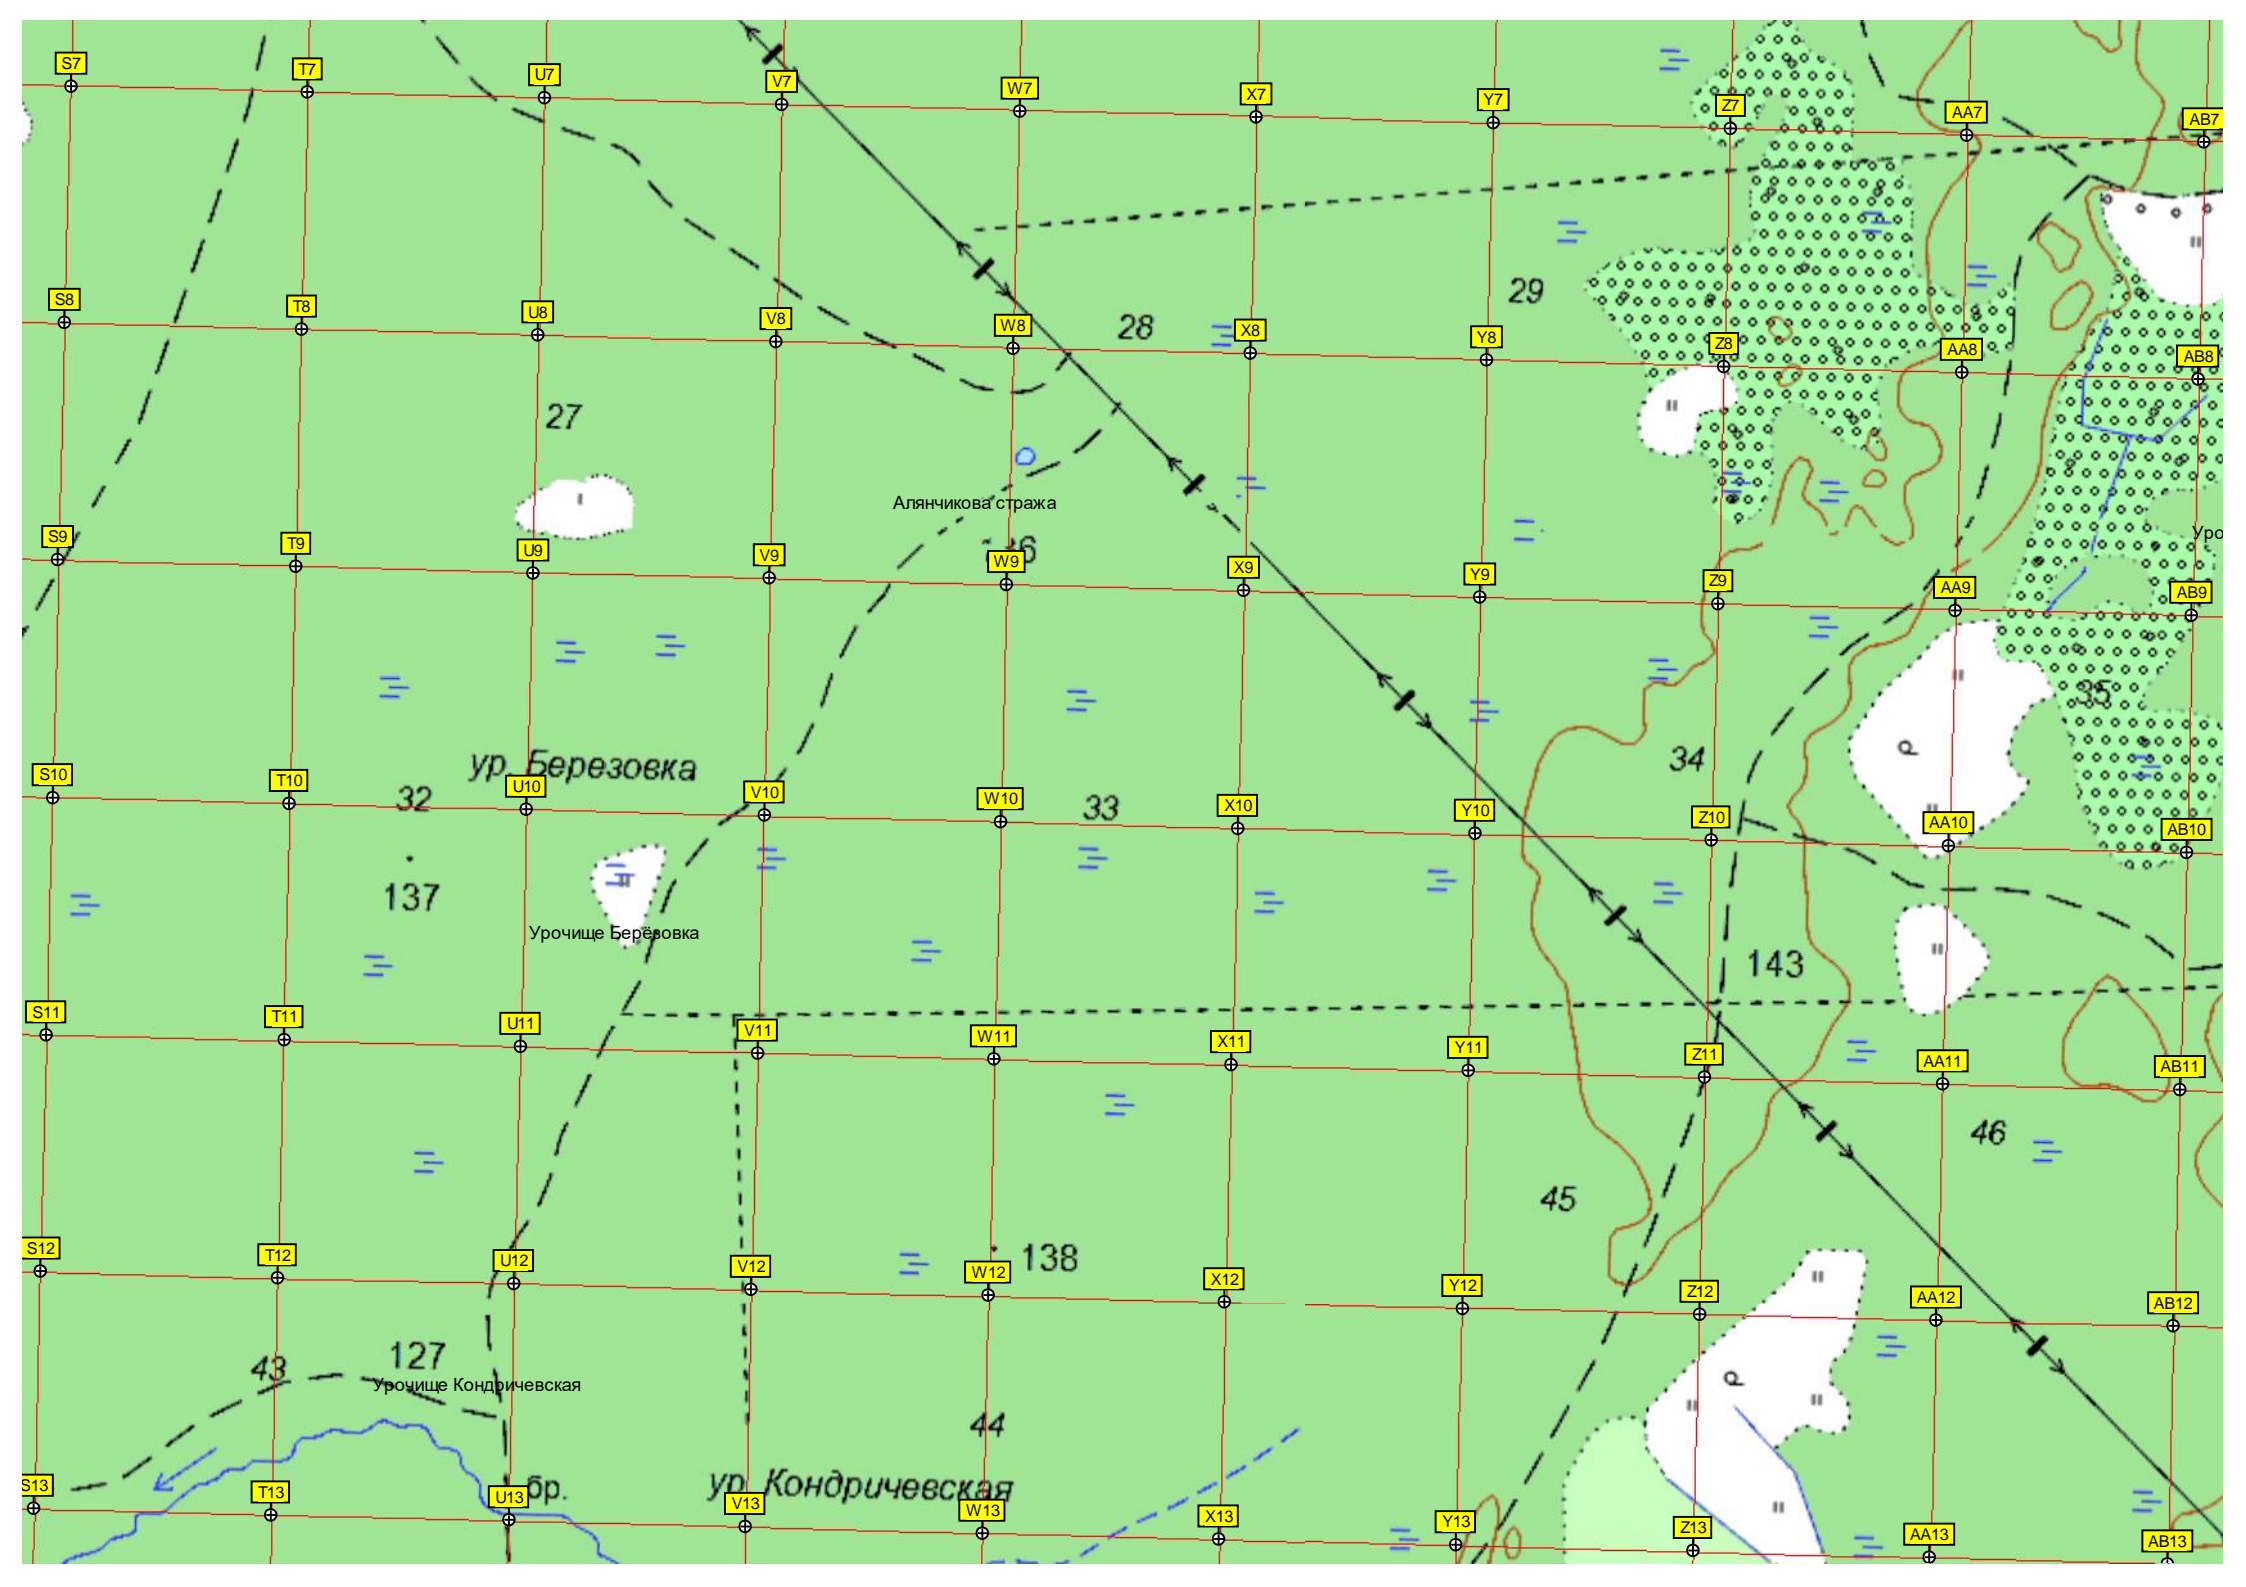 S7 T7 U7 V7 W7 X7 Y7 Z7 AA7 AB7
29
S8 T8 U8 V8 W8 28 X8 Y8 Z8 AA8 AB8
27
Алянчикова стража
Уро
S9 T9 U9 V9 W9 X9 Y9 Z9 AA9 AB9
35
34
ур. Березовка
S10 T10 32 U10 V10 W10 33 X10 Y10 Z10 AA10 AB10
137
Урочище Берёзовка
143
S11 T11 U11 V11 W11 X11 Y11 Z11 AA11 AB11
46
45
S12 T12 U12 V12 W12 138 X12 Y12 Z12 AA12 AB12
43 127
Урочище Кондричевская
44
ур. Кондричевская
S13 T13 U13 бр. V13 W13 X13 Y13 Z13 AA13 AB13